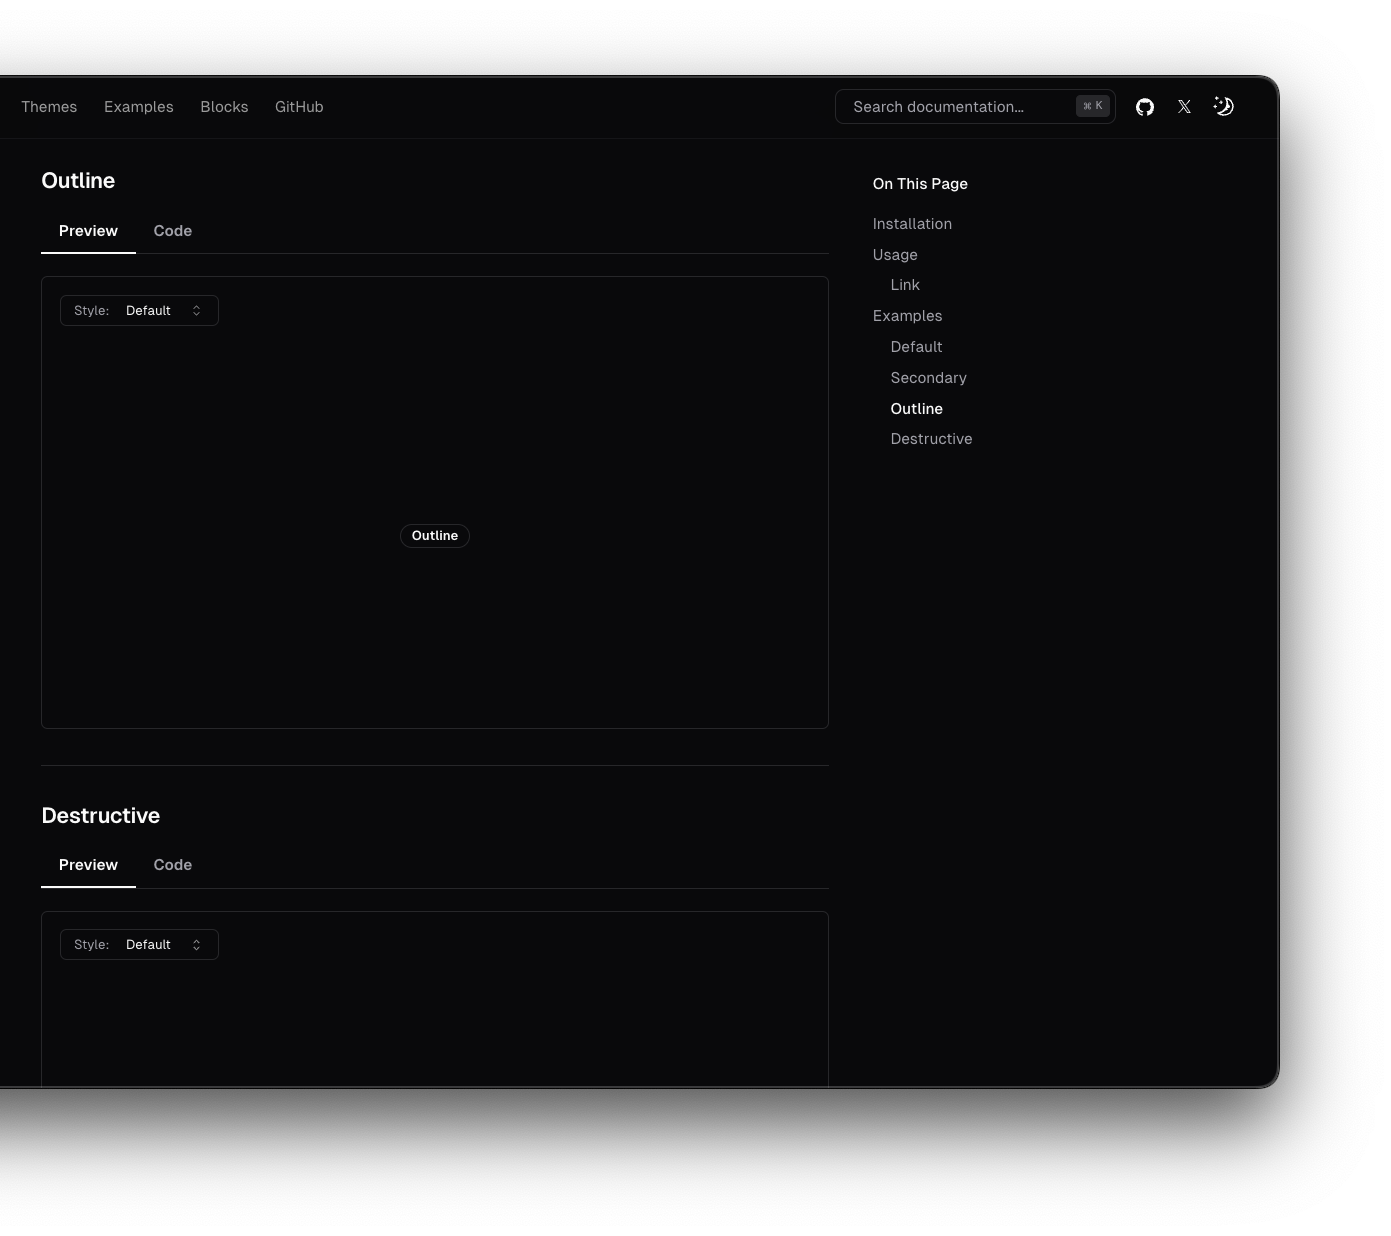 Themes Examples Blocks GitHub
Search documentation... ⌘ K
Outline
Preview Code
Style: Default
Outline
Destructive
Preview Code
Style: Default
On This Page
Installation
Usage
Link
Examples
Default
Secondary
Outline
Destructive